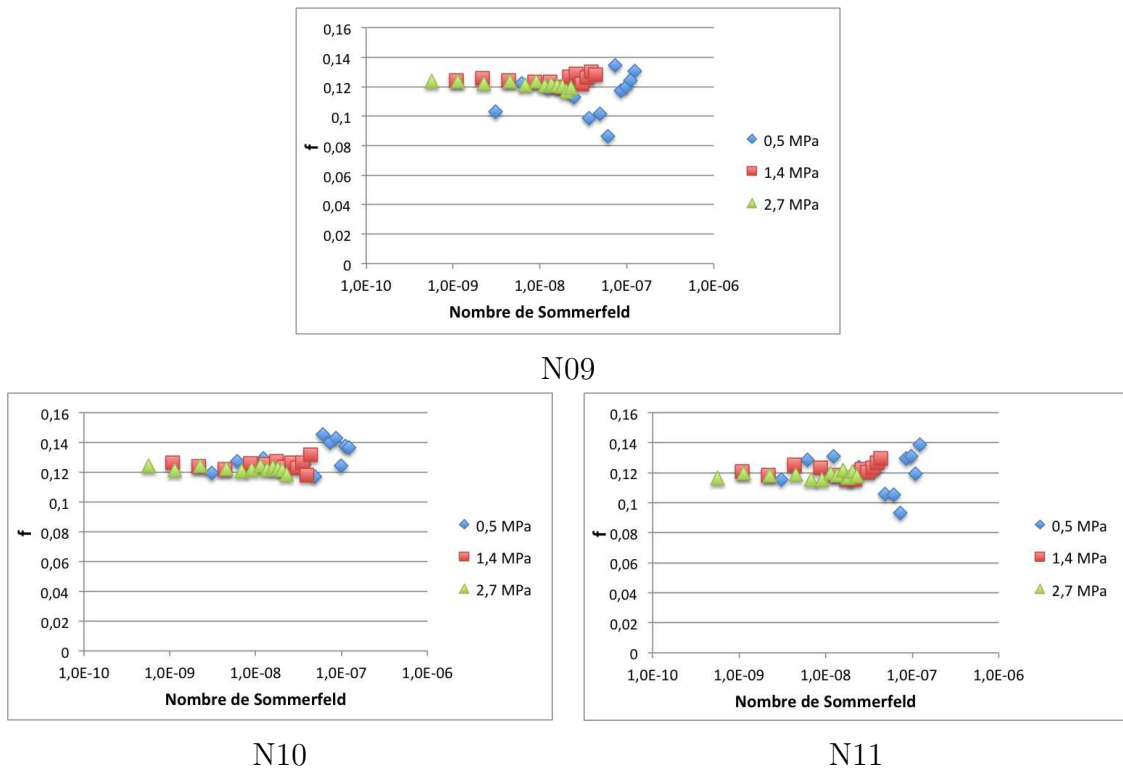 0,16
0,14
0,12
0,1
0,08
0,06
0,04
0,02
0
f
1,0E-10 1,0E-09 1,0E-08 1,0E-07 1,0E-06
Nombre de Sommerfeld
0,5 MPa
1,4 MPa
2,7 MPa
N09
0,16
0,14
0,12
0,1
0,08
0,06
0,04
0,02
0
f
1,0E-10 1,0E-09 1,0E-08 1,0E-07 1,0E-06
Nombre de Sommerfeld
0,5 MPa
1,4 MPa
2,7 MPa
N10
0,16
0,14
0,12
0,1
0,08
0,06
0,04
0,02
0
f
1,0E-10 1,0E-09 1,0E-08 1,0E-07 1,0E-06
Nombre de Sommerfeld
0,5 MPa
1,4 MPa
2,7 MPa
N11